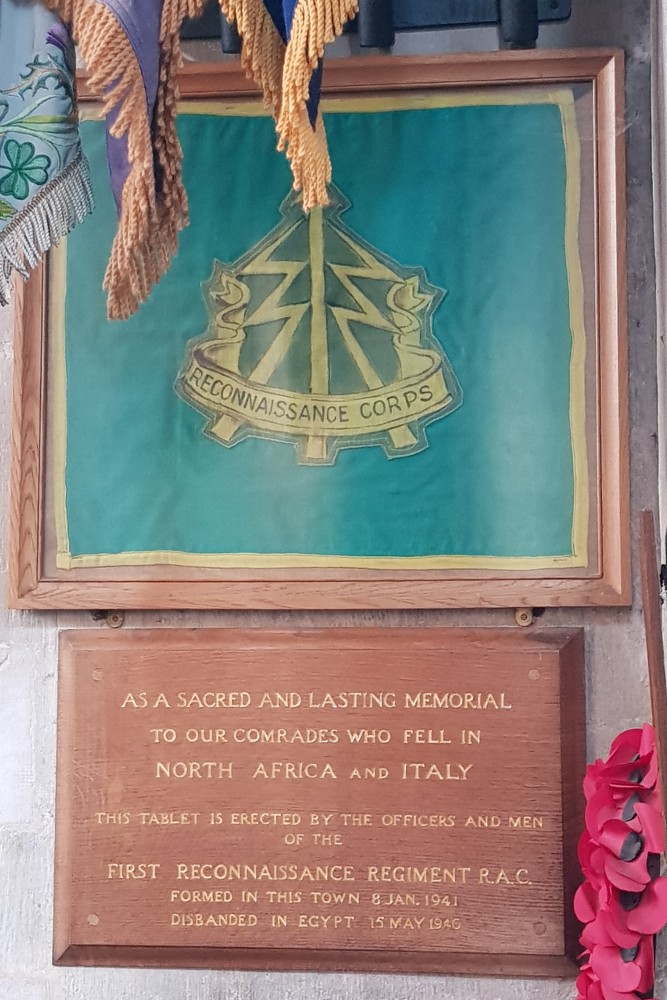 RECONNAISSANCE CORPS
AS A SACRED AND LASTING MEMORIAL
TO OUR COMRADES WHO FELL IN
NORTH AFRICA AND ITALY
THIS TABLET IS ERECTED BY THE OFFICERS AND MEN
OF THE
FIRST RECONNAISSANCE REGIMENT R.A.C.
FORMED IN THIS TOWN 8 JAN. 1941
DISBANDED IN EGYPT 15 MAY 1946